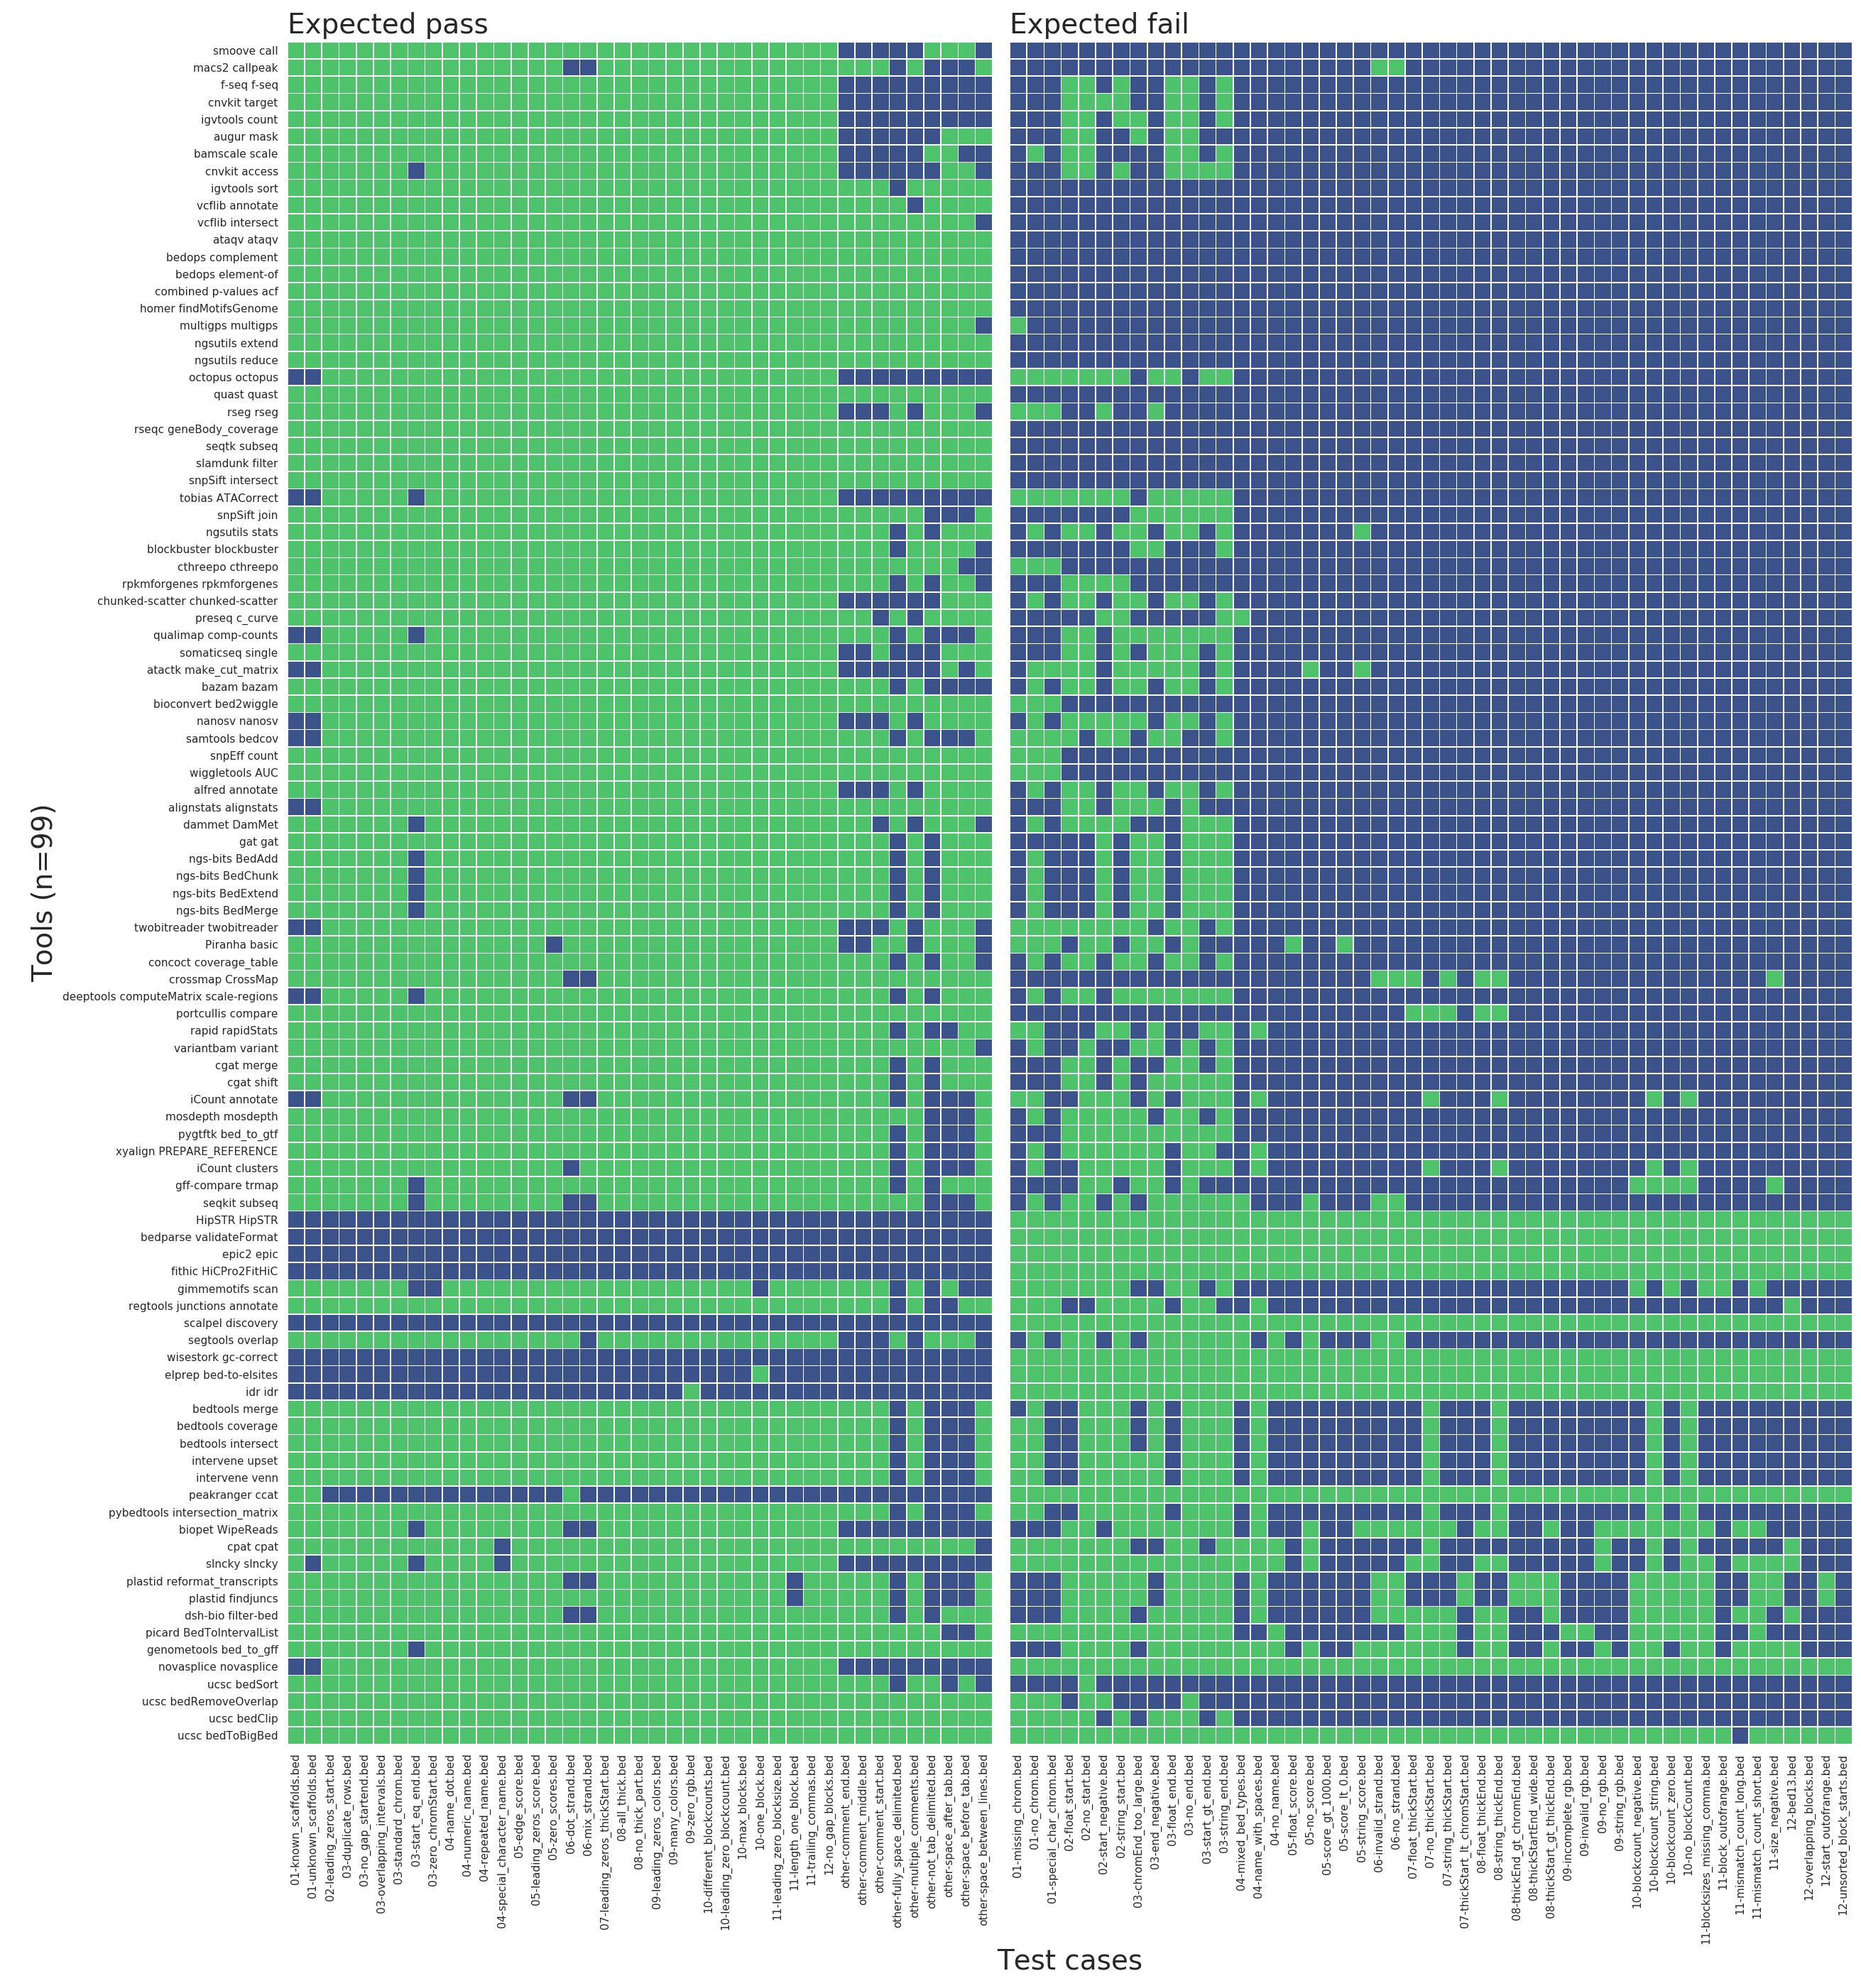 Expected pass
Expected fail
Tools (n=99)
smoove call
macs2 callpeak
f-seq f-seq
cnvkit target
igvtools count
augur mask
bamscale scale
cnvkit access
igvtools sort
vcflib annotate
vcflib intersect
ataqv ataqv
bedops complement
bedops element-of
combined p-values acf
homer findMotifsGenome
multigps multigps
ngsutils extend
ngsutils reduce
octopus octopus
quast quast
rseg rseg
rseqc geneBody_coverage
seqtk subseq
slamdunk filter
snpSift intersect
tobias ATACorrect
snpSift join
ngsutils stats
blockbuster blockbuster
cthreepo cthreepo
rpkmforgenes rpkmforgenes
chunked-scatter chunked-scatter
preseq c_curve
qualimap comp-counts
somaticseq single
atactk make_cut_matrix
bazam bazam
bioconvert bed2wiggle
nanosv nanosv
samtools bedcov
snpEff count
wiggletools AUC
alfred annotate
alignstats alignstats
dammet DamMet
gat gat
ngs-bits BedAdd
ngs-bits BedChunk
ngs-bits BedExtend
ngs-bits BedMerge
twobitreader twobitreader
Piranha basic
concoct coverage_table
crossmap CrossMap
deeptools computeMatrix scale-regions
portcullis compare
rapid rapidStats
variantbam variant
cgat merge
cgat shift
iCount annotate
mosdepth mosdepth
pygtftk bed_to_gtf
xyalign PREPARE_REFERENCE
iCount clusters
gff-compare trmap
seqkit subseq
HipSTR HipSTR
bedparse validateFormat
epic2 epic
fithic HiCPro2FitHiC
gimmemotifs scan
regtools junctions annotate
scalpel discovery
segtools overlap
wisestork gc-correct
elprep bed-to-elsites
idr idr
bedtools merge
bedtools coverage
bedtools intersect
intervene upset
intervene venn
peakranger ccat
pybedtools intersection_matrix
biopet WipeReads
cpat cpat
slncky slncky
plastid reformat_transcripts
plastid findjuncs
dsh-bio filter-bed
picard BedToIntervalList
genometools bed_to_gff
novasplice novasplice
ucsc bedSort
ucsc bedRemoveOverlap
ucsc bedClip
ucsc bedToBigBed
01-known_scaffolds.bed
01-unknown_scaffolds.bed
02-leading_zeros_start.bed
03-duplicate_rows.bed
03-no_gap_startend.bed
03-overlapping_intervals.bed
03-standard_chrom.bed
03-start_eq_end.bed
03-zero_chromStart.bed
04-name_dot.bed
04-numeric_name.bed
04-repeated_name.bed
04-special_character_name.bed
05-edge_score.bed
05-leading_zeros_score.bed
05-zero_scores.bed
06-dot_strand.bed
06-mix_strand.bed
07-leading_zeros_thickStart.bed
08-all_thick.bed
08-no_thick_part.bed
09-leading_zeros_colors.bed
09-many_colors.bed
09-zero_rgb.bed
10-different_blockcounts.bed
10-leading_zero_blockcount.bed
10-max_blocks.bed
10-one_block.bed
11-leading_zero_blocksize.bed
11-length_one_block.bed
11-trailing_commas.bed
12-no_gap_blocks.bed
other-comment_end.bed
other-comment_middle.bed
other-comment_start.bed
other-fully_space_delimited.bed
other-multiple_comments.bed
other-not_tab_delimited.bed
other-space_after_tab.bed
other-space_before_tab.bed
other-space_between_lines.bed
01-missing_chrom.bed
01-no_chrom.bed
01-special_char_chrom.bed
02-float_start.bed
02-no_start.bed
02-start_negative.bed
02-string_start.bed
03-chromEnd_too_large.bed
03-end_negative.bed
03-float_end.bed
03-no_end.bed
03-start_gt_end.bed
03-string_end.bed
04-mixed_bed_types.bed
04-name_with_spaces.bed
04-no_name.bed
05-float_score.bed
05-no_score.bed
05-score_gt_1000.bed
05-score_lt_0.bed
05-string_score.bed
06-invalid_strand.bed
06-no_strand.bed
07-float_thickStart.bed
07-no_thickStart.bed
07-string_thickStart.bed
07-thickStart_lt_chromStart.bed
08-float_thickEnd.bed
08-string_thickEnd.bed
08-thickEnd_gt_chromEnd.bed
08-thickStartEnd_wide.bed
08-thickStart_gt_thickEnd.bed
09-incomplete_rgb.bed
09-invalid_rgb.bed
09-no_rgb.bed
09-string_rgb.bed
10-blockcount_negative.bed
10-blockcount_string.bed
10-blockcount_zero.bed
10-no_blockCount.bed
11-blocksizes_missing_comma.bed
11-block_outofrange.bed
11-mismatch_count_long.bed
11-mismatch_count_short.bed
11-size_negative.bed
12-bed13.bed
12-overlapping_blocks.bed
12-start_outofrange.bed
12-unsorted_block_starts.bed
Test cases